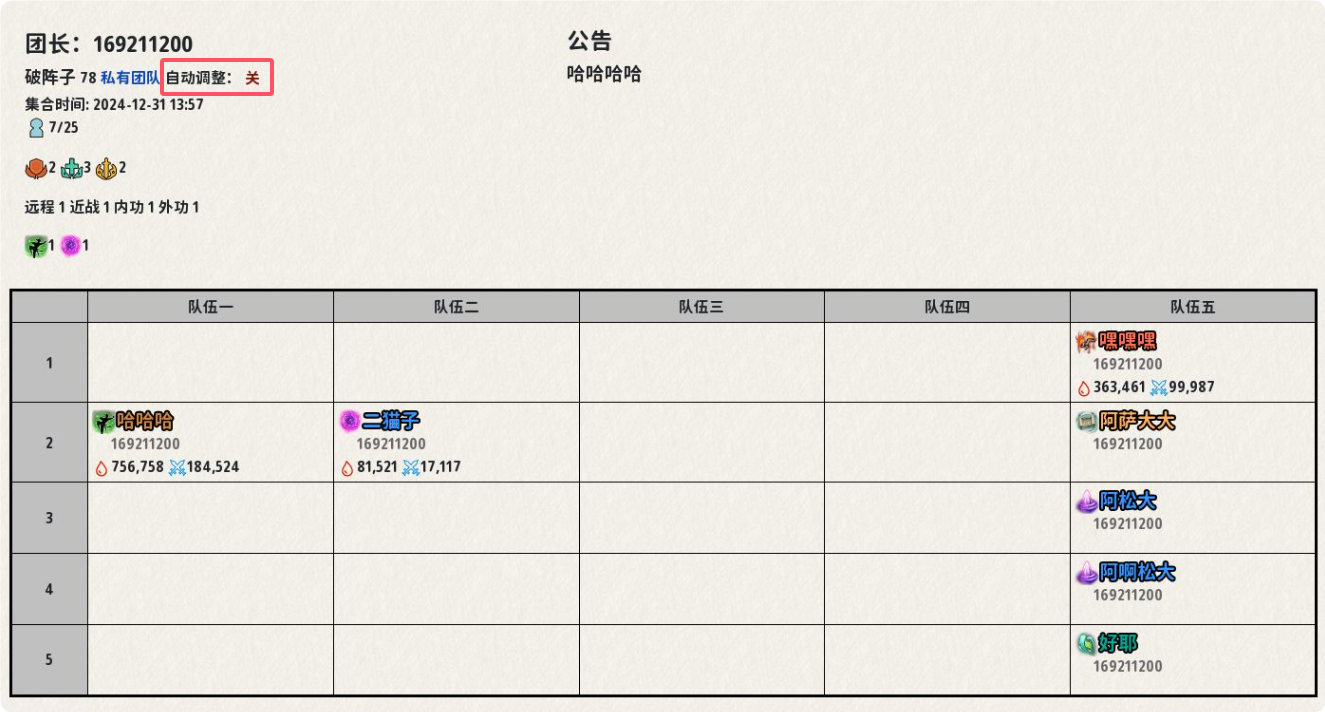 团长：169211200
破阵子 78 私有团队 自动调整： 关
集合时间: 2024-12-31 13:57
7/25
2 3 2
远程 1 近战 1 内功 1 外功 1
1 1
公告
哈哈哈哈
队伍一 队伍二 队伍三 队伍四 队伍五
1
嘿嘿嘿
169211200
363,461 99,987
2
哈哈哈
169211200
756,758 184,524
二猫子
169211200
81,521 17,117
阿萨大大
169211200
3
阿松大
169211200
4
阿啊松大
169211200
5
好耶
169211200